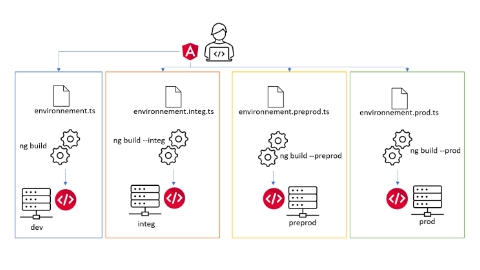 A
environnement.ts
environnement.integ.ts
environnement.preprod.ts
environnement.prod.ts
ng build
ng build --integ
ng build --preprod
ng build --prod
dev
integ
preprod
prod